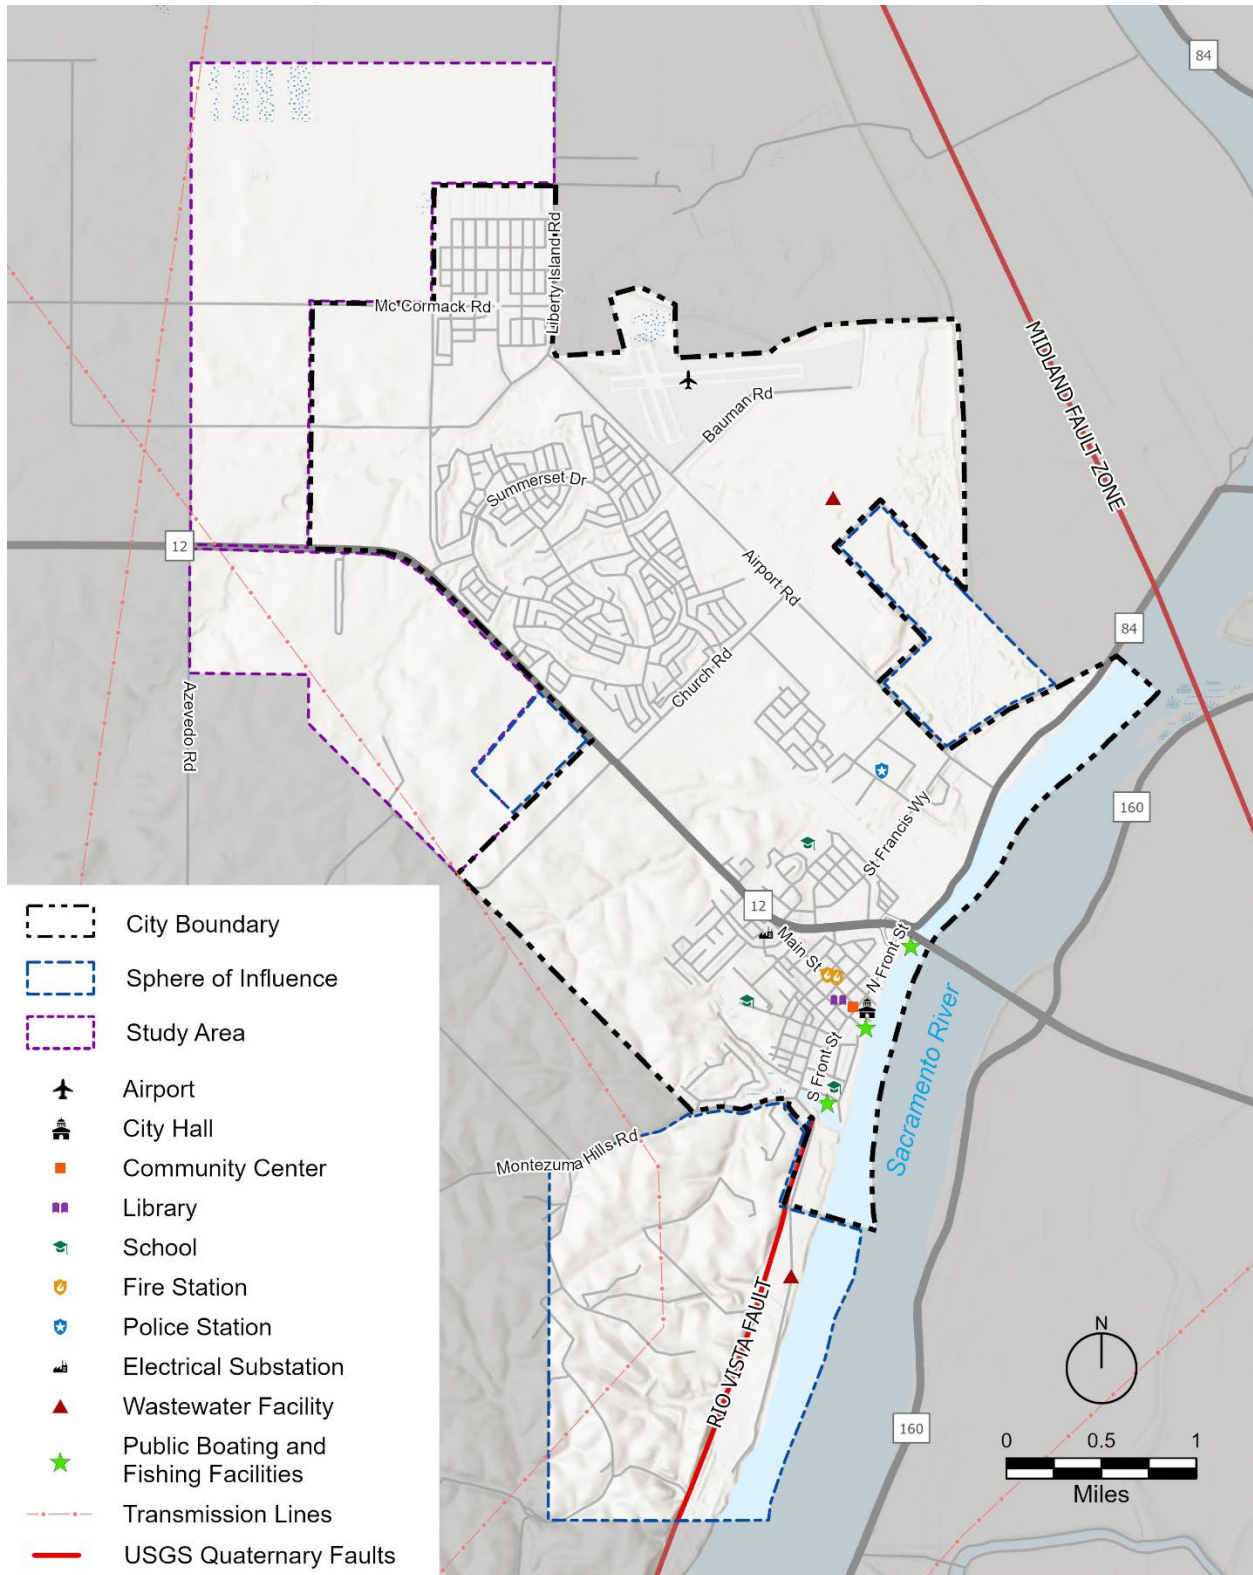 84
Liberty Island Rd
Mc Cormack Rd
MIDLAND FAULT ZONE
Bauman Rd
Summerset Dr
12
Airport Rd
84
Church Rd
Azevedo Rd
160
St Francis Wy
12
Main St
N Front St
Sacramento River
S Front St
Montezuma Hills Rd
RIO VISTA FAULT
160
City Boundary
Sphere of Influence
Study Area
Airport
City Hall
Community Center
Library
School
Fire Station
Police Station
Electrical Substation
Wastewater Facility
Public Boating and
Fishing Facilities
Transmission Lines
USGS Quaternary Faults
N
0 0.5 1
Miles